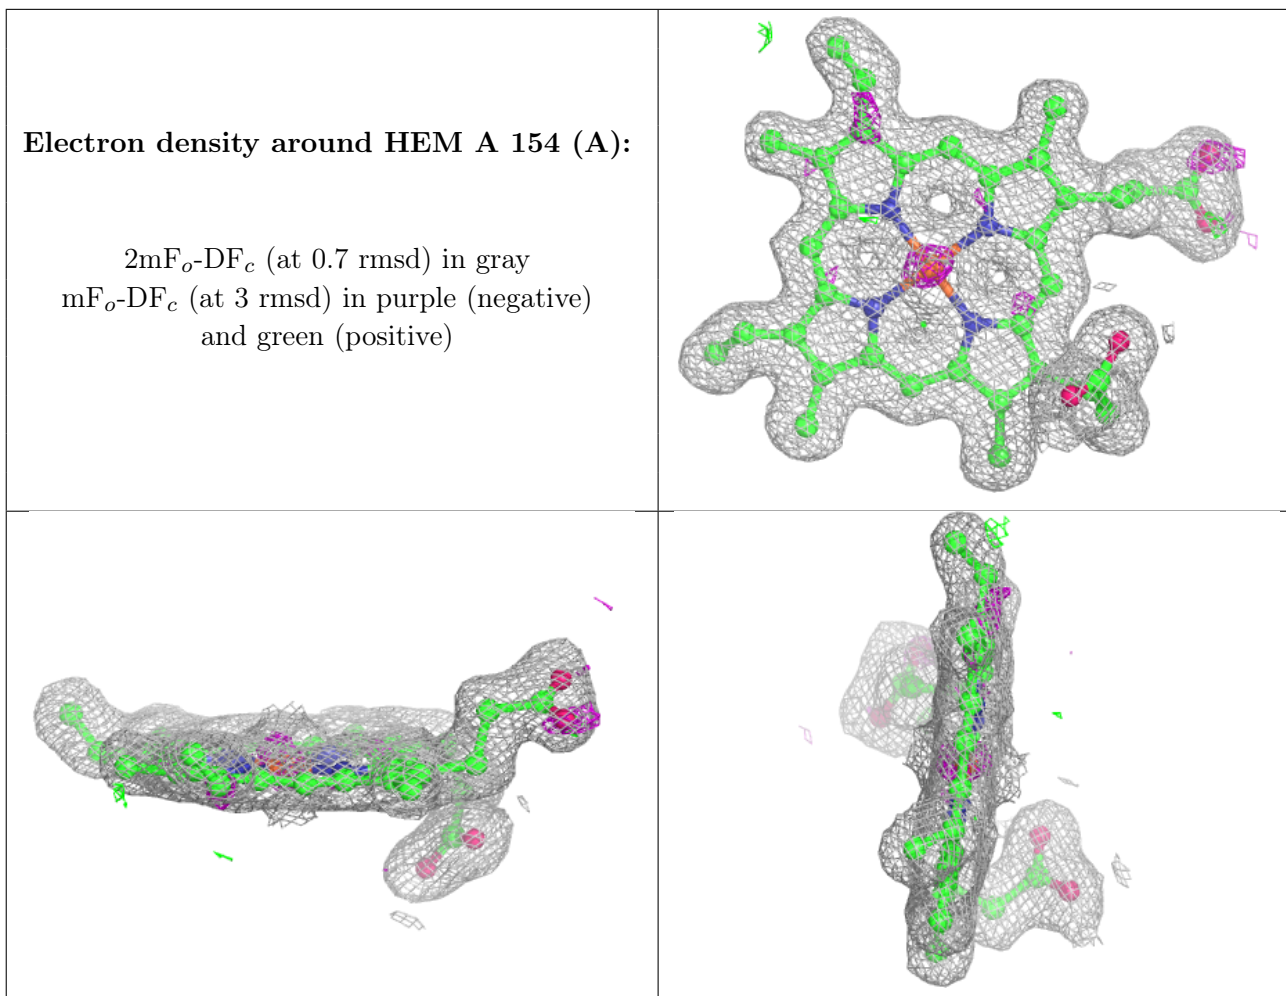 Electron density around HEM A 154 (A):
2mFo-DFc (at 0.7 rmsd) in gray
mFo-DFc (at 3 rmsd) in purple (negative)
and green (positive)